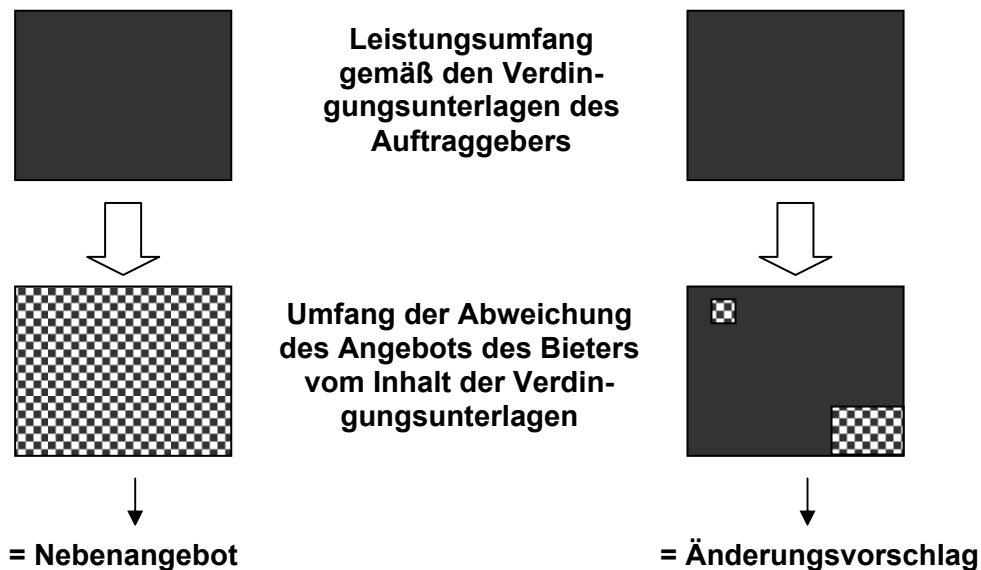 Leistungsumfang
gemäß den Verdin-
gungsunterlagen des
Auftraggebers
Umfang der Abweichung
des Angebots des Bieters
vom Inhalt der Verdin-
gungsunterlagen
= Nebenangebot
= Änderungsvorschlag